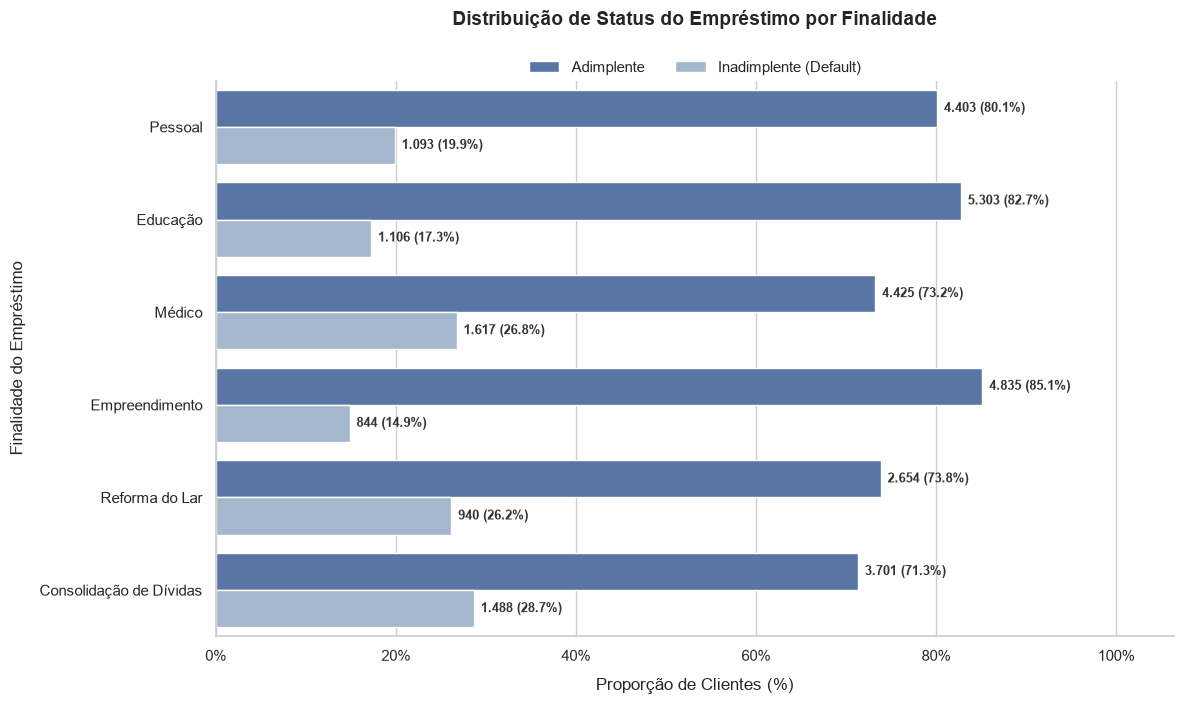 Distribuição de Status do Empréstimo por Finalidade
Adimplente
Inadimplente (Default)
Finalidade do Empréstimo
Pessoal
4.403 (80.1%)
1.093 (19.9%)
Educação
5.303 (82.7%)
1.106 (17.3%)
Médico
4.425 (73.2%)
1.617 (26.8%)
Empreendimento
4.835 (85.1%)
844 (14.9%)
Reforma do Lar
2.654 (73.8%)
940 (26.2%)
Consolidação de Dívidas
3.701 (71.3%)
1.488 (28.7%)
0%
20%
40%
60%
80%
100%
Proporção de Clientes (%)